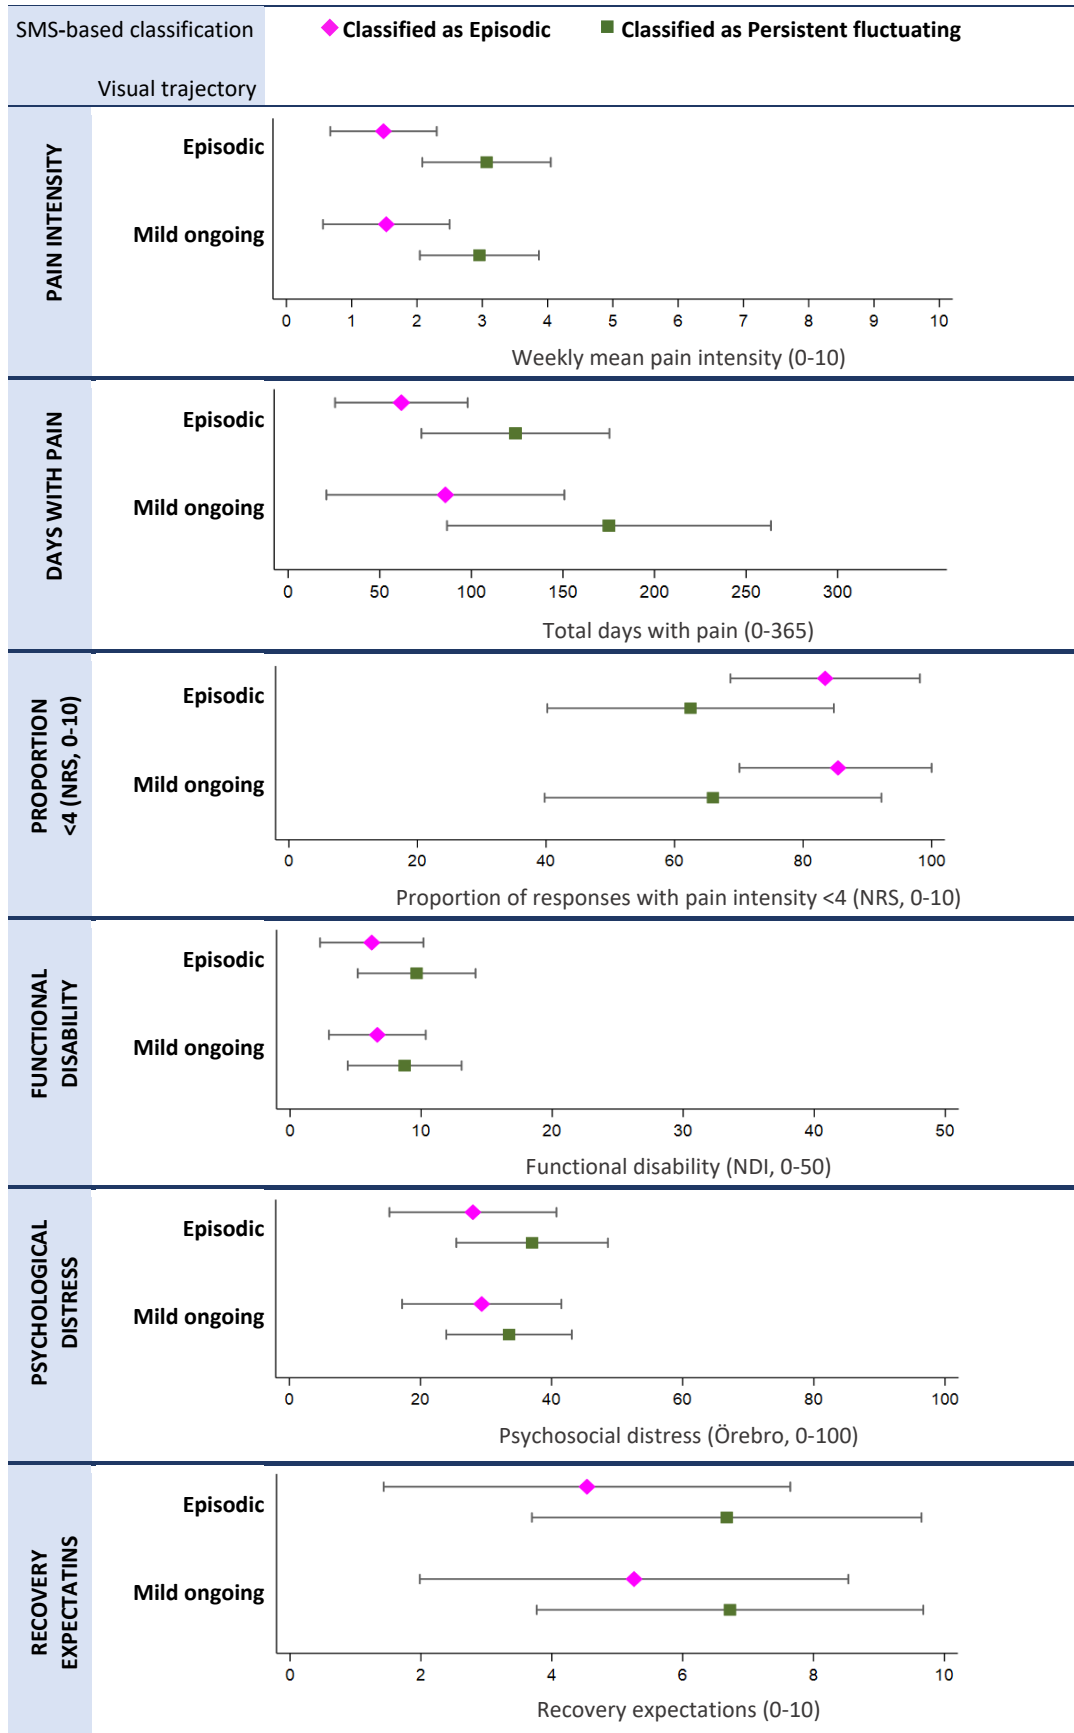 SMS-based classification
Classified as Episodic
Classified as Persistent fluctuating
Visual trajectory
PAIN INTENSITY
Episodic
Mild ongoing
0 1 2 3 4 5 6 7 8 9 10
Weekly mean pain intensity (0-10)
DAYS WITH PAIN
Episodic
Mild ongoing
0 50 100 150 200 250 300
Total days with pain (0-365)
PROPORTION
<4 (NRS, 0-10)
Episodic
Mild ongoing
0 20 40 60 80 100
Proportion of responses with pain intensity <4 (NRS, 0-10)
FUNCTIONAL
DISABILITY
Episodic
Mild ongoing
0 10 20 30 40 50
Functional disability (NDI, 0-50)
PSYCHOLOGICAL
DISTRESS
Episodic
Mild ongoing
0 20 40 60 80 100
Psychosocial distress (Örebro, 0-100)
RECOVERY
EXPECTATINS
Episodic
Mild ongoing
0 2 4 6 8 10
Recovery expectations (0-10)